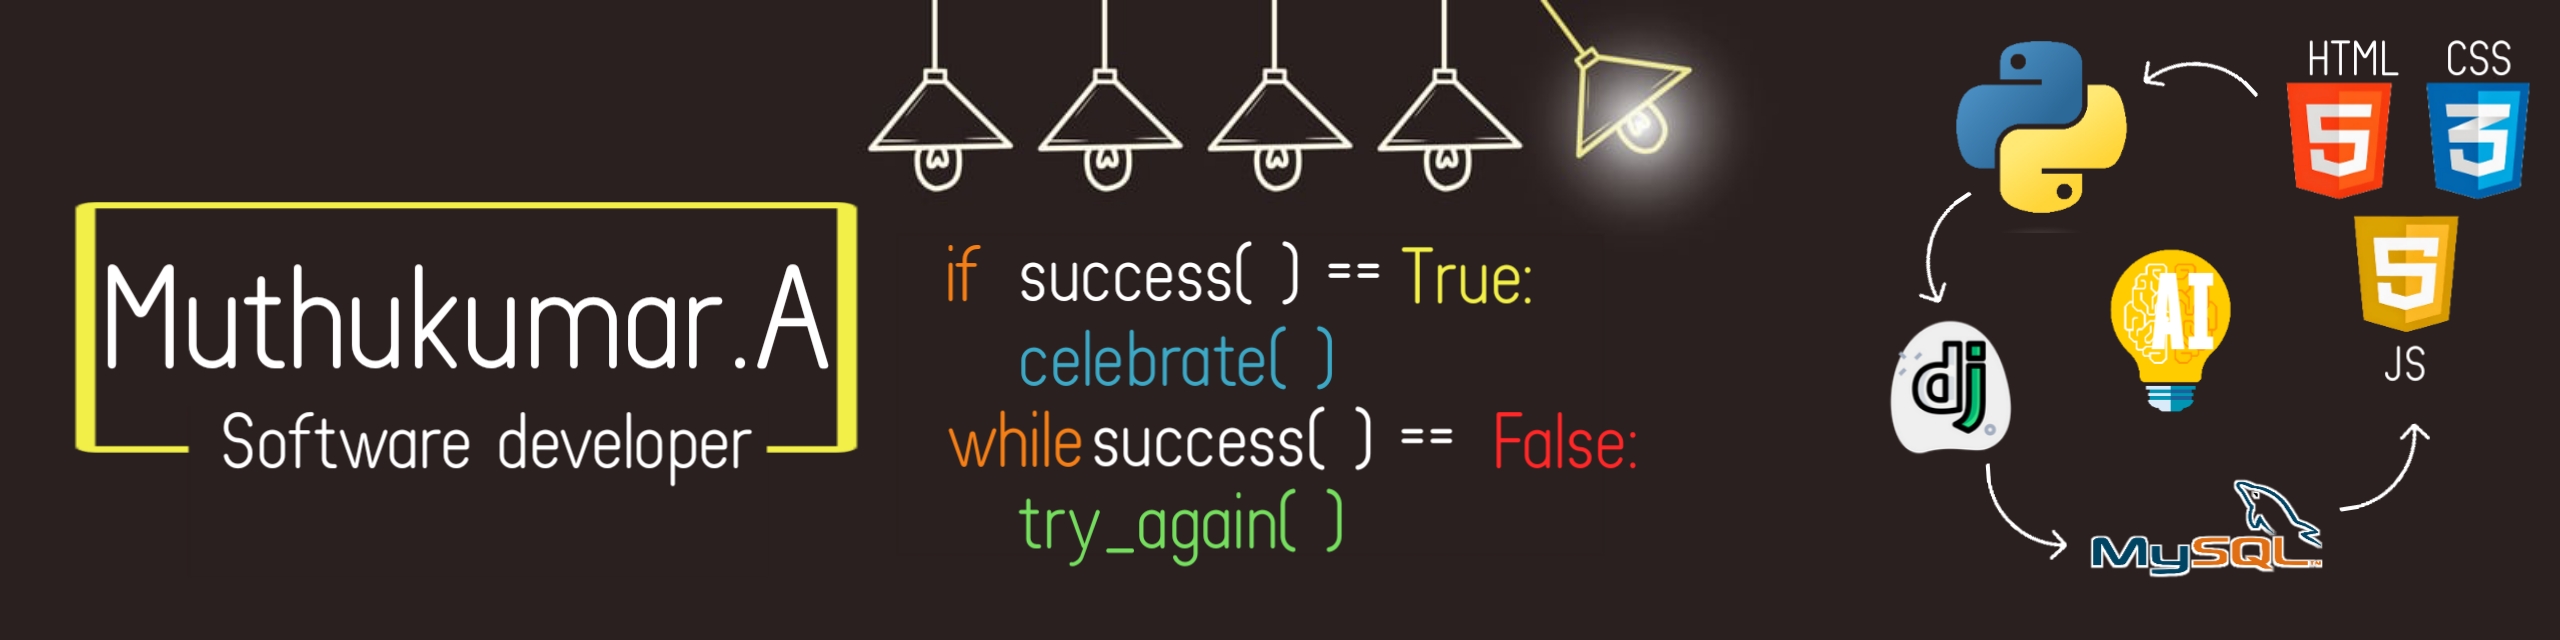 Muthukumar.A
Software developer
if success( ) == True:
celebrate( )
while success( ) == False:
try_again( )
HTML CSS
5 3
5
JS
AI
dj
MySQL